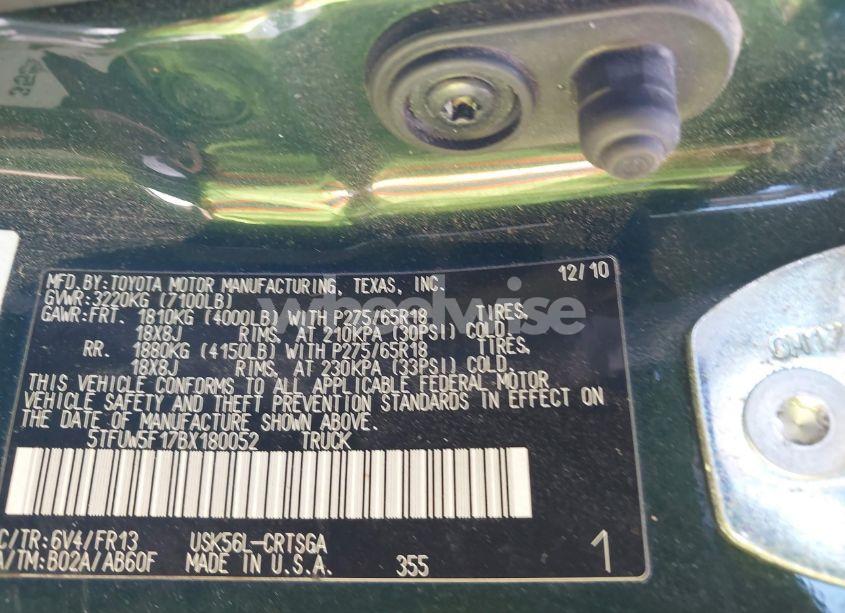 MFD.BY:TOYOTA MOTOR MANUFACTURING, TEXAS, INC. 12/10
GVWR:3220KG (7100LB)
GAWR:FRT. 1810KG (4000LB) WITH P275/65R18 TIRES,
18X8J RIMS, AT 210KPA (30PSI) COLD.
RR. 1880KG (4150LB) WITH P275/65R18 TIRES,
18X8J RIMS, AT 230KPA (33PSI) COLD.
THIS VEHICLE CONFORMS TO ALL APPLICABLE FEDERAL MOTOR
VEHICLE SAFETY AND THEFT PREVENTION STANDARDS IN EFFECT ON
THE DATE OF MANUFACTURE SHOWN ABOVE.
5TFUW5F17BX180052 TRUCK
C/TR:6V4/FR13 USK56L-CRTSGA
A/TM:B02A/AB60F MADE IN U.S.A. 355 1
wheelwise